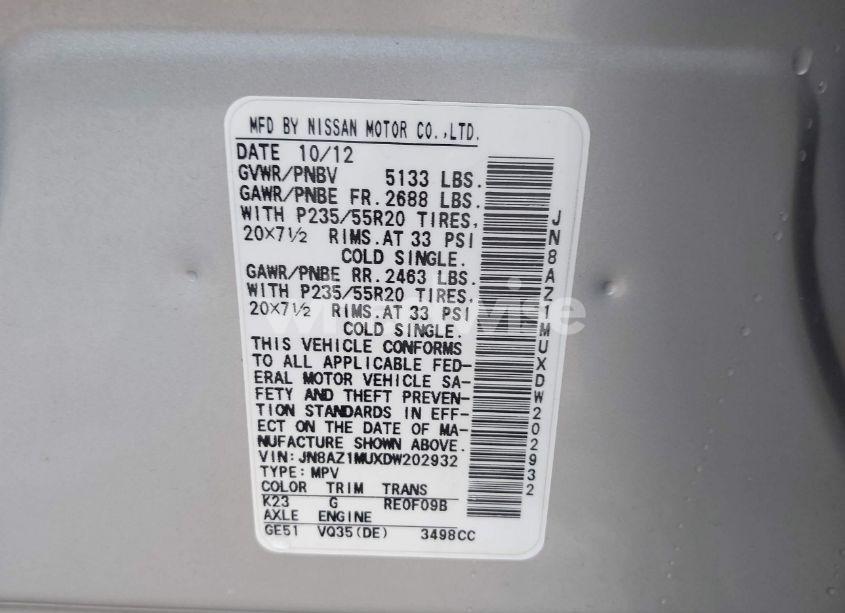 MFD BY NISSAN MOTOR CO.,LTD.
DATE 10/12
GVWR/PNBV 5133 LBS.
GAWR/PNBE FR. 2688 LBS.
WITH P235/55R20 TIRES,
20×7½ RIMS. AT 33 PSI
COLD SINGLE.
GAWR/PNBE RR. 2463 LBS.
WITH P235/55R20 TIRES,
20×7½ RIMS. AT 33 PSI
COLD SINGLE.
THIS VEHICLE CONFORMS
TO ALL APPLICABLE FED-
ERAL MOTOR VEHICLE SA-
FETY AND THEFT PREVEN-
TION STANDARDS IN EFF-
ECT ON THE DATE OF MA-
NUFACTURE SHOWN ABOVE.
VIN: JN8AZ1MUXDW202932
TYPE: MPV
COLOR TRIM TRANS
K23 G RE0F09B
AXLE ENGINE
GE51 VQ35(DE) 3498CC
JN8AZ1MUXDW202932